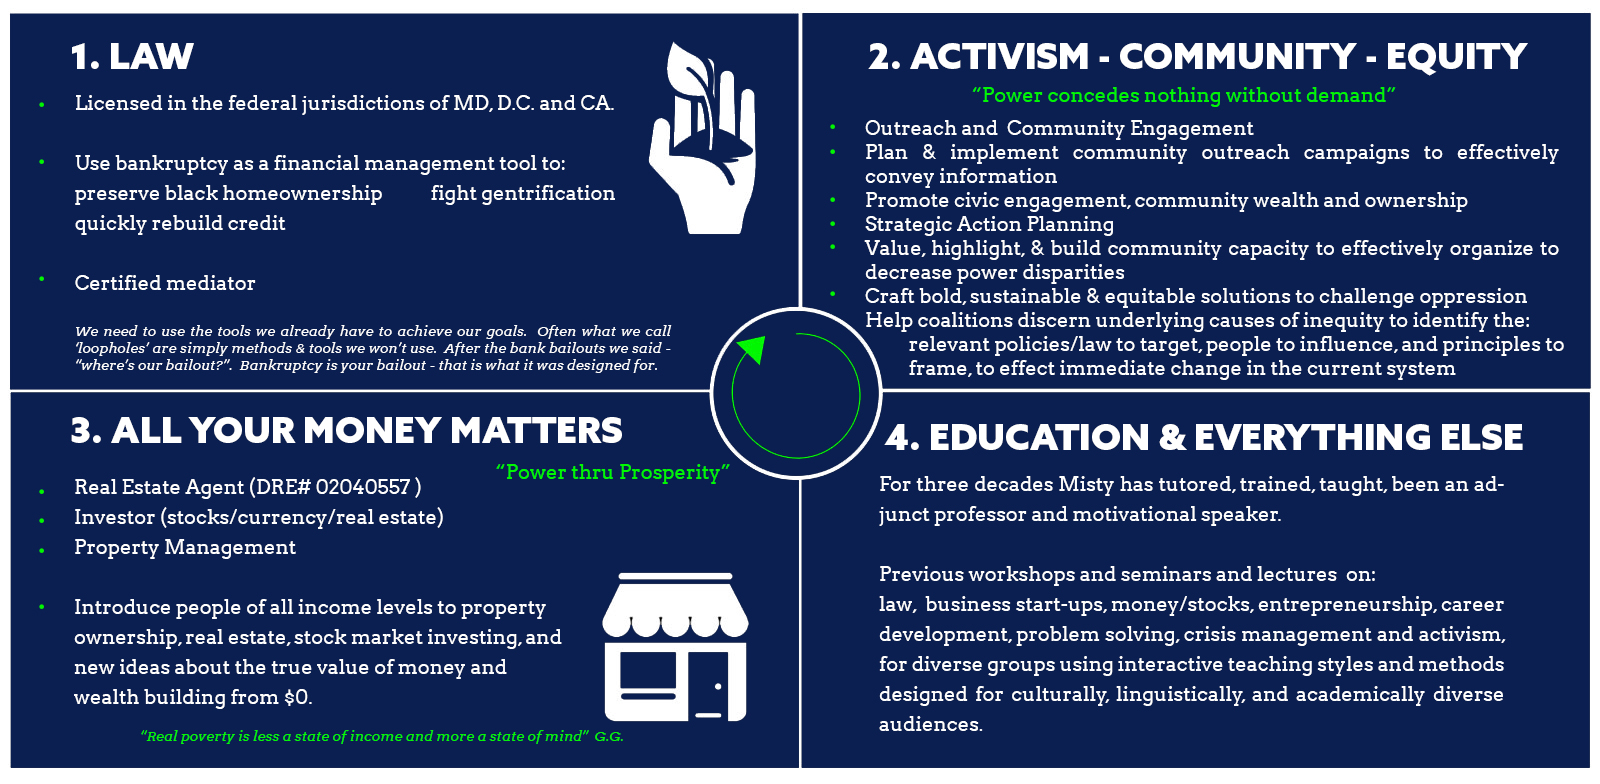 1. LAW
Licensed in the federal jurisdictions of MD, D.C. and CA.
Use bankruptcy as a financial management tool to:
preserve black homeownership fight gentrification
quickly rebuild credit
Certified mediator
We need to use the tools we already have to achieve our goals. Often what we call
'loopholes' are simply methods & tools we won't use. After the bank bailouts we said -
"where's our bailout?". Bankruptcy is your bailout - that is what it was designed for.
2. ACTIVISM - COMMUNITY - EQUITY
“Power concedes nothing without demand”
Outreach and Community Engagement
Plan & implement community outreach campaigns to effectively
convey information
Promote civic engagement, community wealth and ownership
Strategic Action Planning
Value, highlight, & build community capacity to effectively organize to
decrease power disparities
Craft bold, sustainable & equitable solutions to challenge oppression
Help coalitions discern underlying causes of inequity to identify the:
relevant policies/law to target, people to influence, and principles to
frame, to effect immediate change in the current system
3. ALL YOUR MONEY MATTERS
“Power thru Prosperity”
Real Estate Agent (DRE# 02040557 )
Investor (stocks/currency/real estate)
Property Management
Introduce people of all income levels to property
ownership, real estate, stock market investing, and
new ideas about the true value of money and
wealth building from $0.
“Real poverty is less a state of income and more a state of mind” G.G.
4. EDUCATION & EVERYTHING ELSE
For three decades Misty has tutored, trained, taught, been an ad-
junct professor and motivational speaker.
Previous workshops and seminars and lectures on:
law, business start-ups, money/stocks, entrepreneurship, career
development, problem solving, crisis management and activism,
for diverse groups using interactive teaching styles and methods
designed for culturally, linguistically, and academically diverse
audiences.